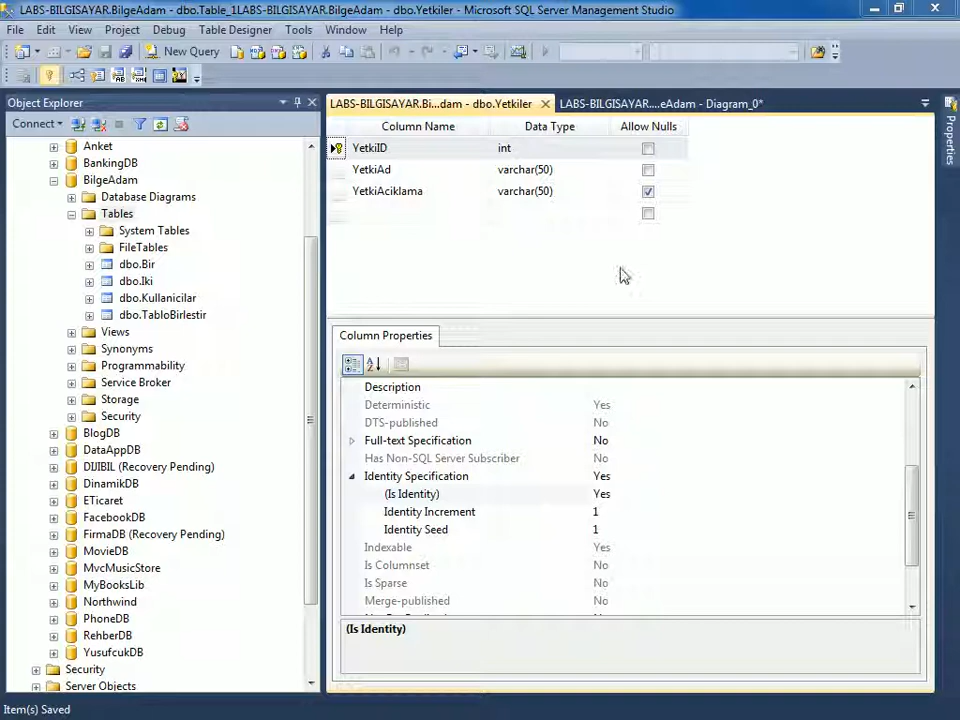 LABS-BILGISAYAR.BilgeAdam - dbo.Table_1LABS-BILGISAYAR.BilgeAdam - dbo.Yetkiler - Microsoft SQL Server Management Studio
File Edit View Project Debug Table Designer Tools Window Help
New Query
Object Explorer
Connect
Anket
BankingDB
BilgeAdam
Database Diagrams
Tables
System Tables
FileTables
dbo.Bir
dbo.Iki
dbo.Kullanicilar
dbo.TabloBirlestir
Views
Synonyms
Programmability
Service Broker
Storage
Security
BlogDB
DataAppDB
DIJIBIL (Recovery Pending)
DinamikDB
ETicaret
FacebookDB
FirmaDB (Recovery Pending)
MovieDB
MvcMusicStore
MyBooksLib
Northwind
PhoneDB
RehberDB
YusufcukDB
Security
Server Objects
LABS-BILGISAYAR.Bi...dam - dbo.Yetkiler LABS-BILGISAYAR....eAdam - Diagram_0*
Column Name Data Type Allow Nulls
YetkiID int
YetkiAd varchar(50)
YetkiAciklama varchar(50)
Column Properties
Description
Deterministic Yes
DTS-published No
Full-text Specification No
Has Non-SQL Server Subscriber No
Identity Specification Yes
(Is Identity) Yes
Identity Increment 1
Identity Seed 1
Indexable Yes
Is Columnset No
Is Sparse No
Merge-published No
(Is Identity)
Properties
Item(s) Saved